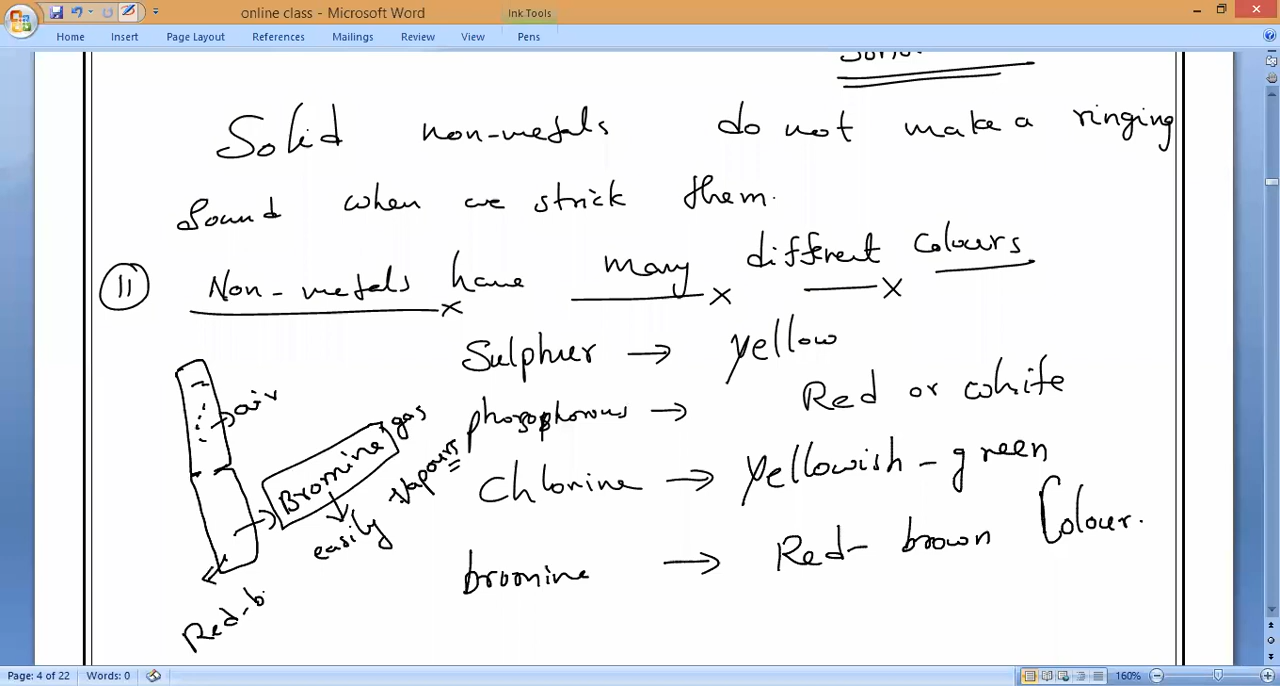 online class - Microsoft Word
Ink Tools
Home Insert Page Layout References Mailings Review View Pens
Solid non-metals do not make a ringing
sound when we strick them.
11 Non-metals have many different colours
Sulphur → yellow
phosophorous → Red or white
Chlorine → yellowish-green
bromine → Red-brown Colour.
air
Bromine gas
easily vapours
Red-b
Page: 4 of 22 Words: 0 160%